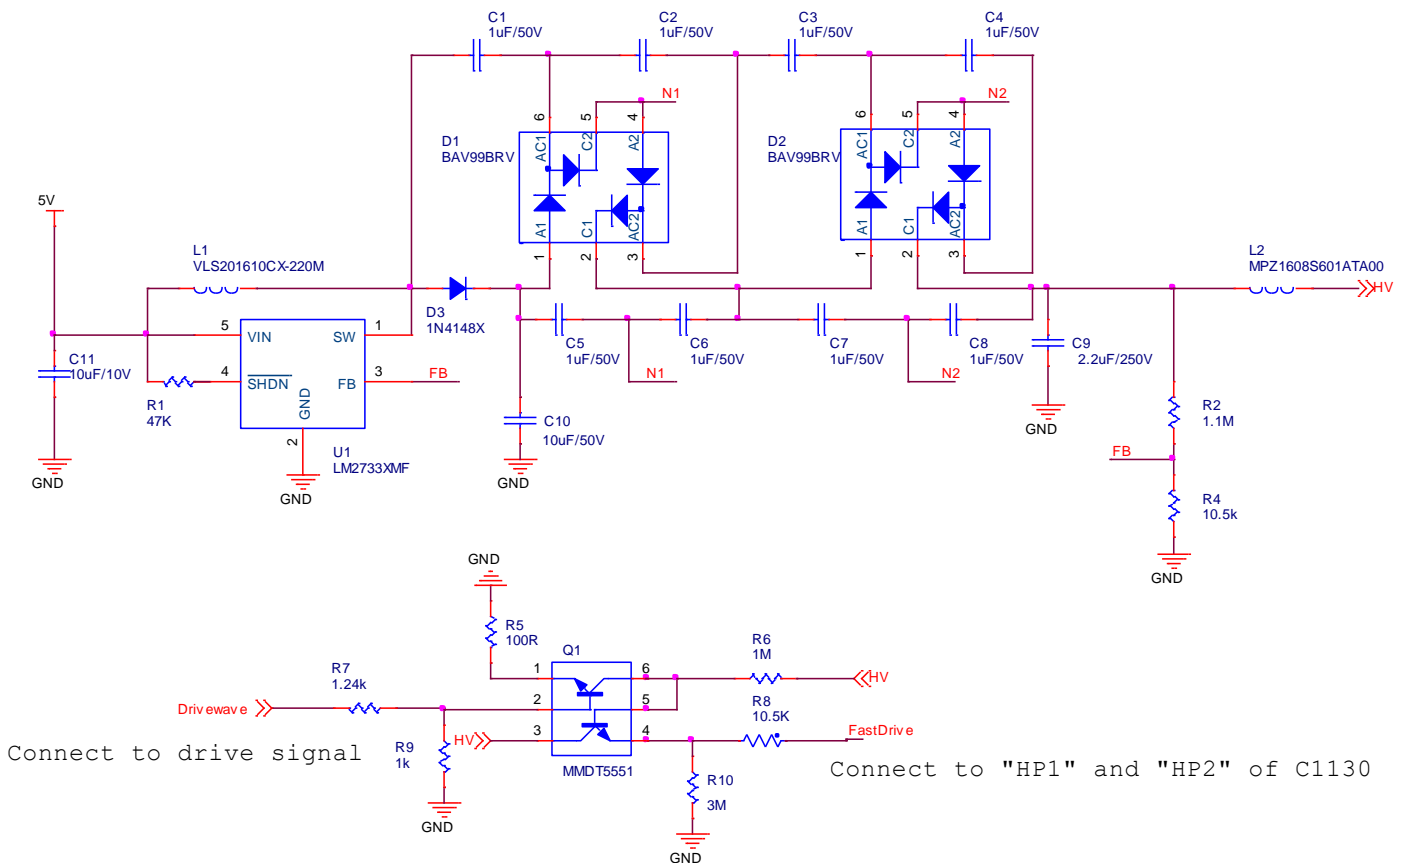 C1
1uF/50V
C2
1uF/50V
C3
1uF/50V
C4
1uF/50V
N1
N2
6
5
4
6
5
4
D1
BAV99BRV
AC1
C2
A2
A1
C1
AC2
D2
BAV99BRV
AC1
C2
A2
A1
C1
AC2
1
2
3
1
2
3
5V
L1
VLS201610CX-220M
L2
MPZ1608S601ATA00
HV
D3
1N4148X
5
VIN
SW
1
4
SHDN
FB
3
FB
GND
2
C11
10uF/10V
R1
47K
U1
LM2733XMF
C5
1uF/50V
C6
1uF/50V
C7
1uF/50V
C8
1uF/50V
C9
2.2uF/250V
N1
N2
C10
10uF/50V
R2
1.1M
GND
FB
GND
GND
GND
R4
10.5k
GND
GND
R5
100R
Q1
R6
1M
R7
1.24k
1
6
HV
2
5
R8
10.5K
Drivewave
HV
3
4
FastDrive
Connect to drive signal
R9
1k
MMDT5551
R10
3M
Connect to "HP1" and "HP2" of C1130
GND
GND